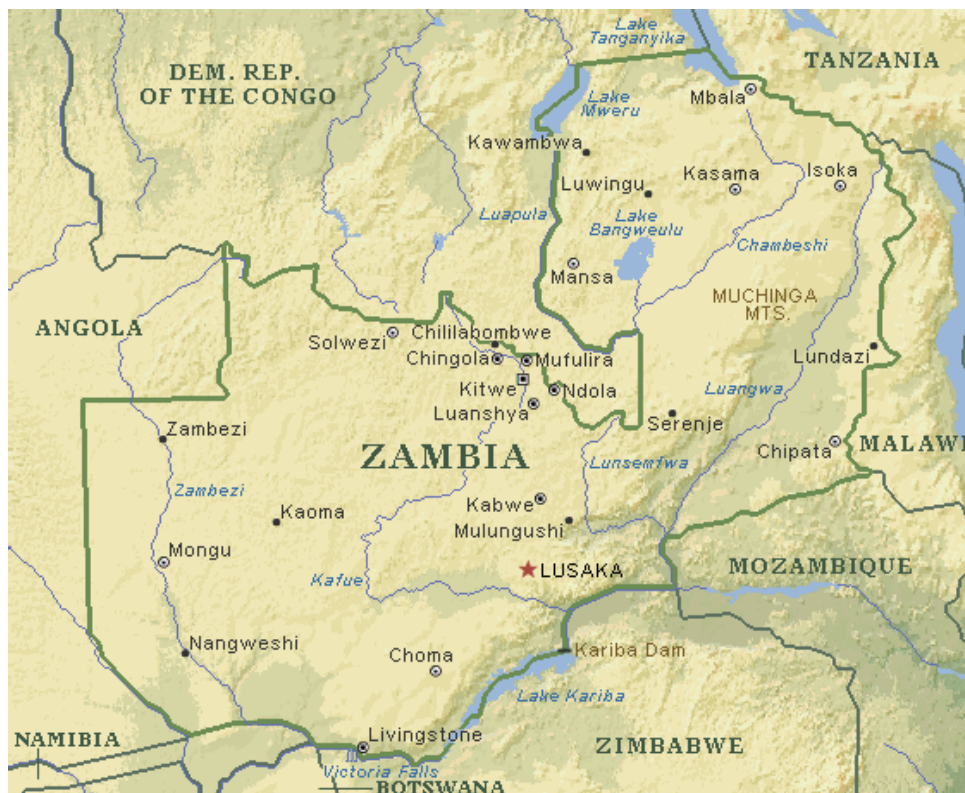 Lake
Tanganyika
TANZANIA
DEM. REP.
OF THE CONGO
Mbala
Lake
Mweru
Kawambwa
Luwingu
Kasama
Isoka
Luapula
Lake
Bangweulu
Chambeshi
Mansa
MUCHINGA
MTS.
ANGOLA
Solwezi
Chililabombwe
Chingola
Mufulira
Lundazi
Kitwe
Ndola
Luangwa
Luanshya
Serenje
Zambezi
ZAMBIA
Chipata
MALAWI
Lunsemfwa
Zambezi
Kabwe
Kaoma
Mulungushi
Mongu
LUSAKA
MOZAMBIQUE
Kafue
Nangweshi
Choma
Kariba Dam
Lake Kariba
Livingstone
NAMIBIA
ZIMBABWE
Victoria Falls
BOTSWANA